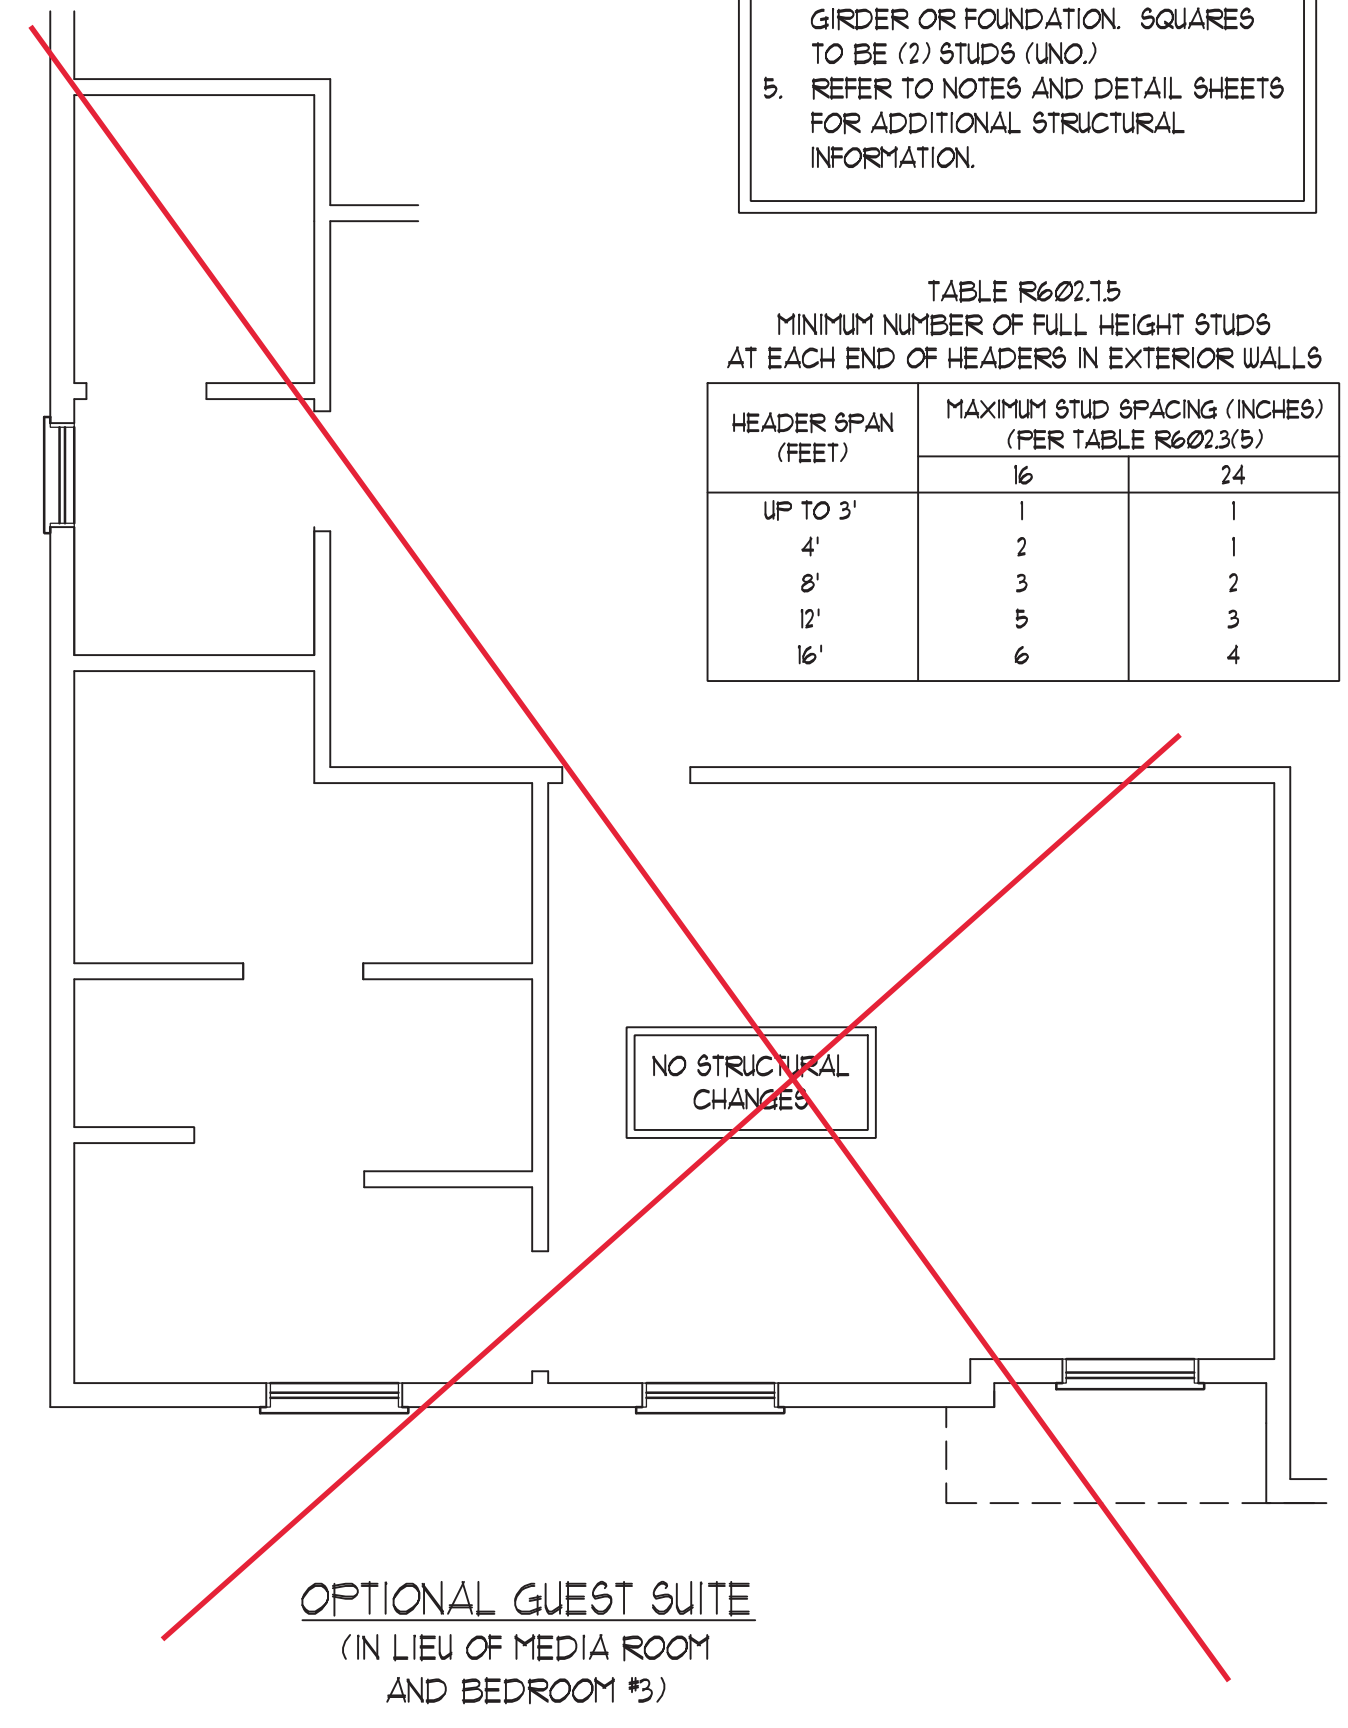 GIRDER OR FOUNDATION. SQUARES
TO BE (2) STUDS (UNO.)
5. REFER TO NOTES AND DETAIL SHEETS
FOR ADDITIONAL STRUCTURAL
INFORMATION.
TABLE R602.7.5
MINIMUM NUMBER OF FULL HEIGHT STUDS
AT EACH END OF HEADERS IN EXTERIOR WALLS
HEADER SPAN
(FEET)
MAXIMUM STUD SPACING (INCHES)
(PER TABLE R602.3(5)
16 24
UP TO 3' 1 1
4' 2 1
8' 3 2
12' 5 3
16' 6 4
NO STRUCTURAL
CHANGES
OPTIONAL GUEST SUITE
(IN LIEU OF MEDIA ROOM
AND BEDROOM #3)